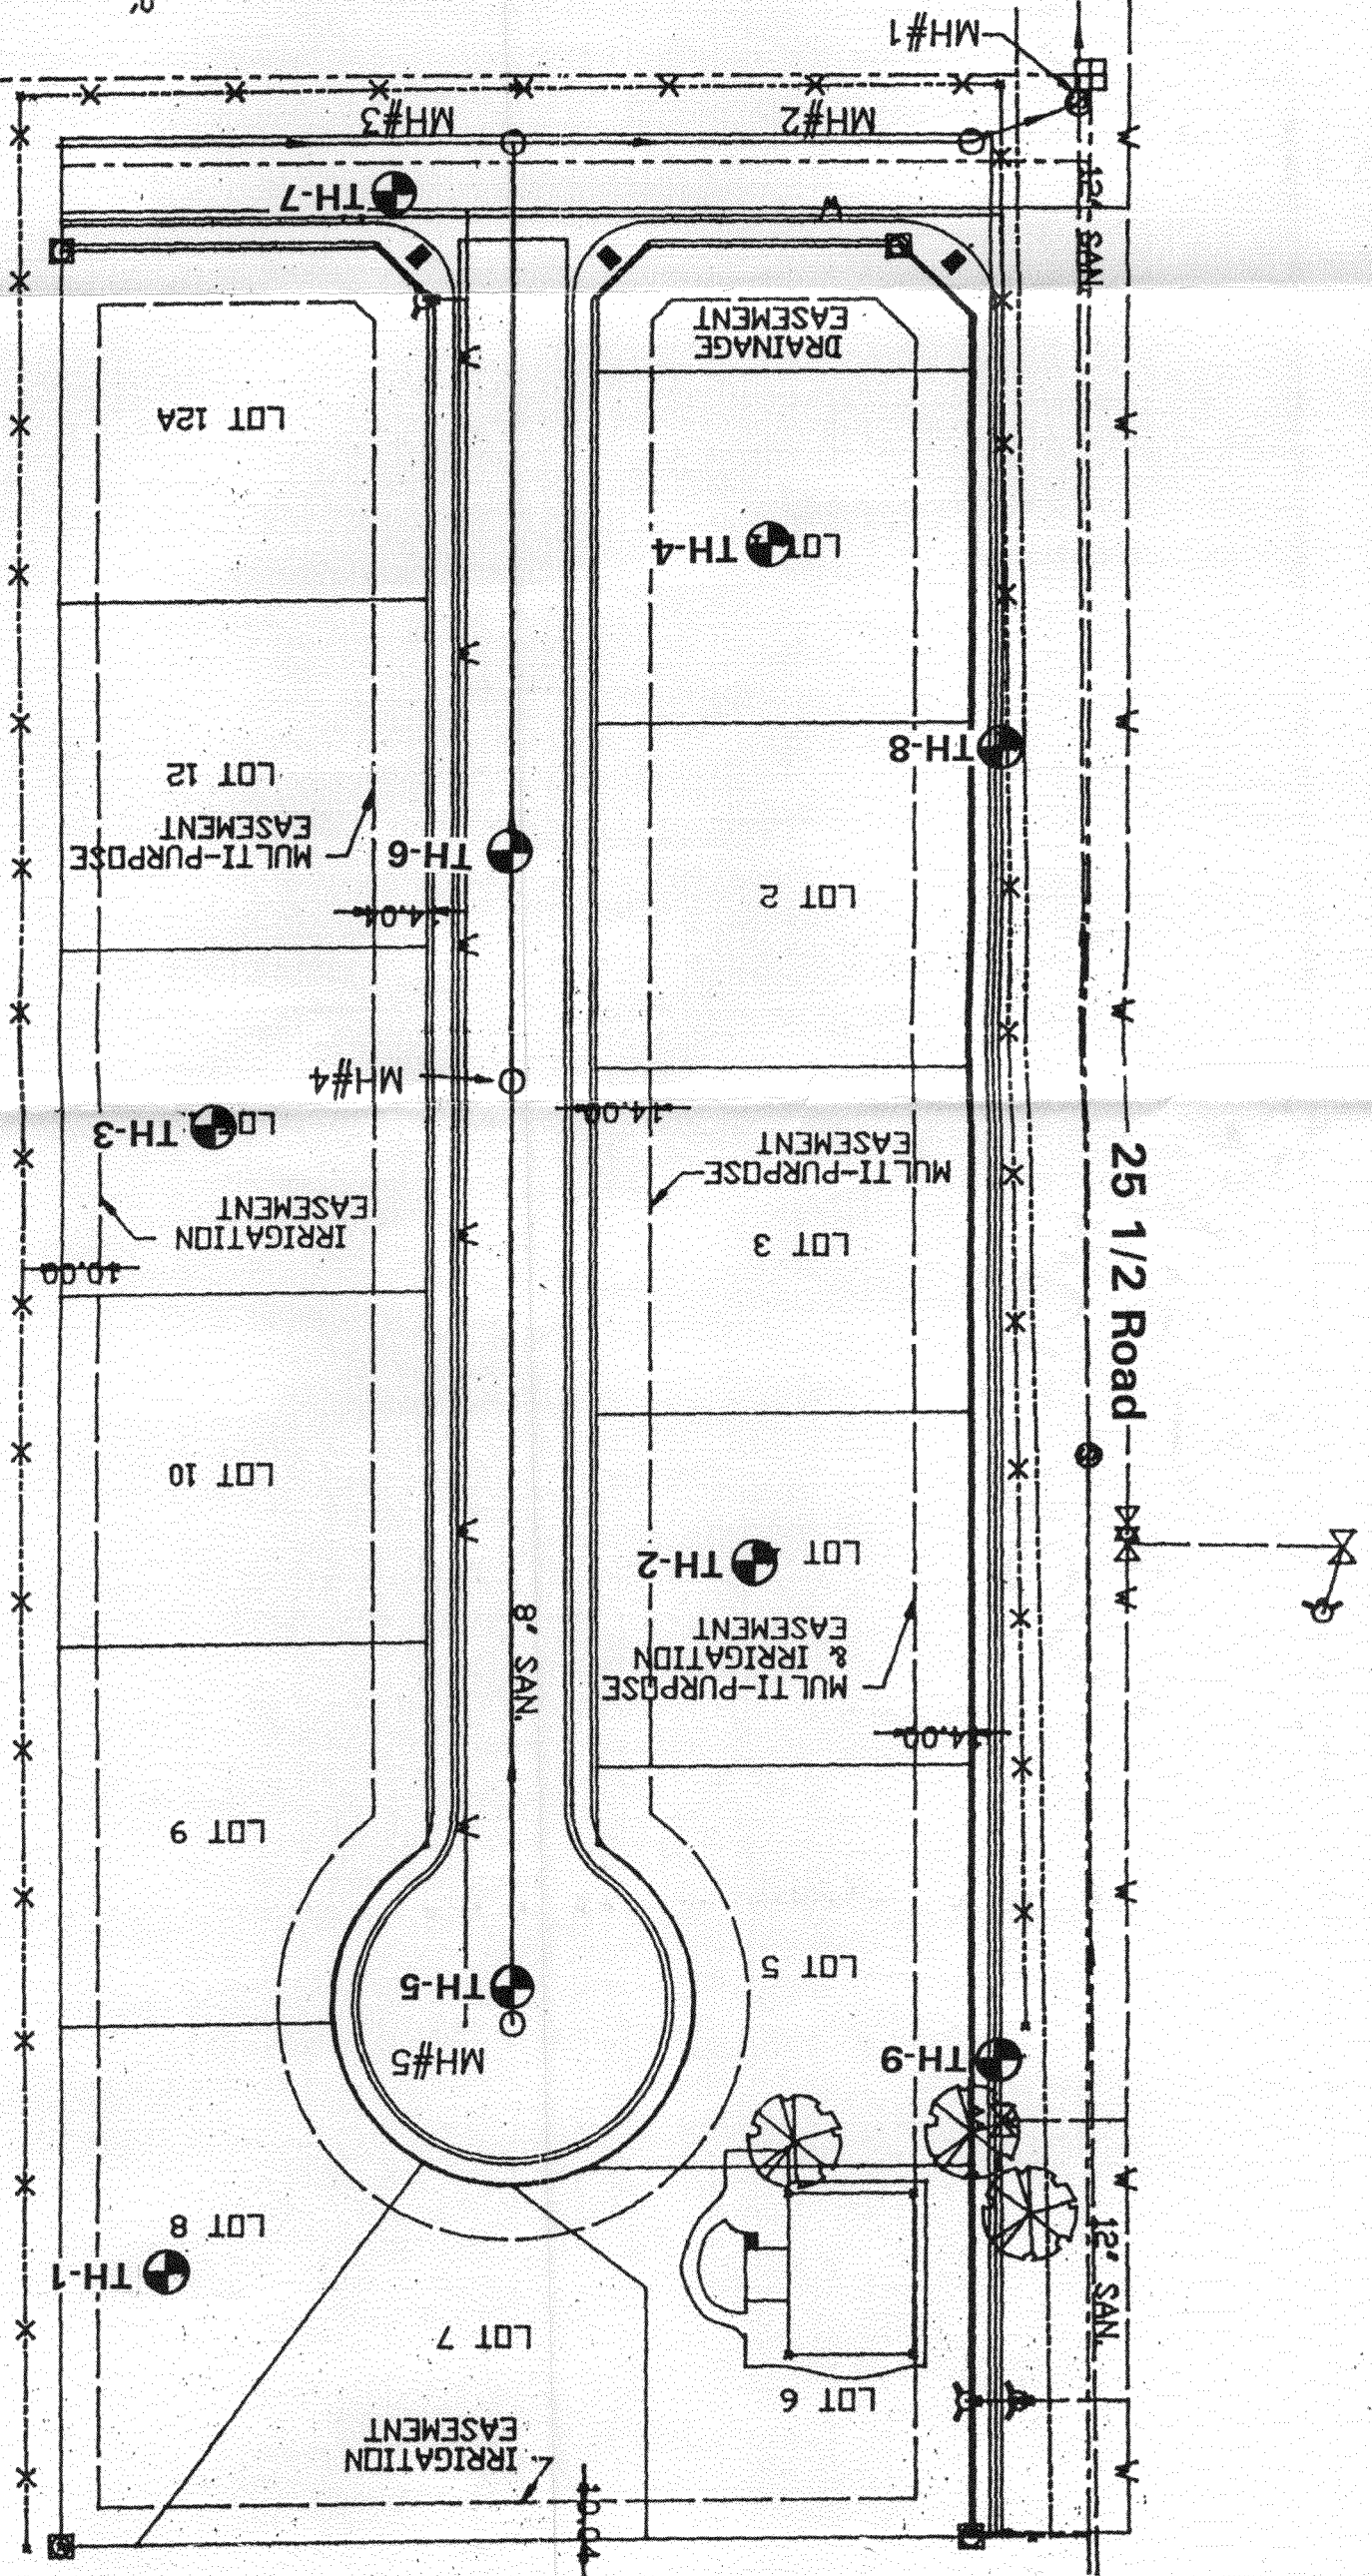 MH#1
MH#3
MH#2
TH-7
12" SAN.
DRAINAGE
EASEMENT
LOT 12A
TH-4
LOT
TH-8
LOT 12
MULTI-PURPOSE
EASEMENT
TH-6
LOT 2
14.04'
MH#4
14.00'
TH-3
MULTI-PURPOSE
EASEMENT
25 1/2 Road
IRRIGATION
EASEMENT
LOT 3
10.00'
LOT 10
TH-2
LOT
8" SAN.
MULTI-PURPOSE
& IRRIGATION
EASEMENT
14.00'
LOT 9
LOT 5
TH-5
MH#5
TH-9
LOT 8
TH-1
12" SAN.
LOT 7
LOT 6
IRRIGATION
EASEMENT
10.04'
W